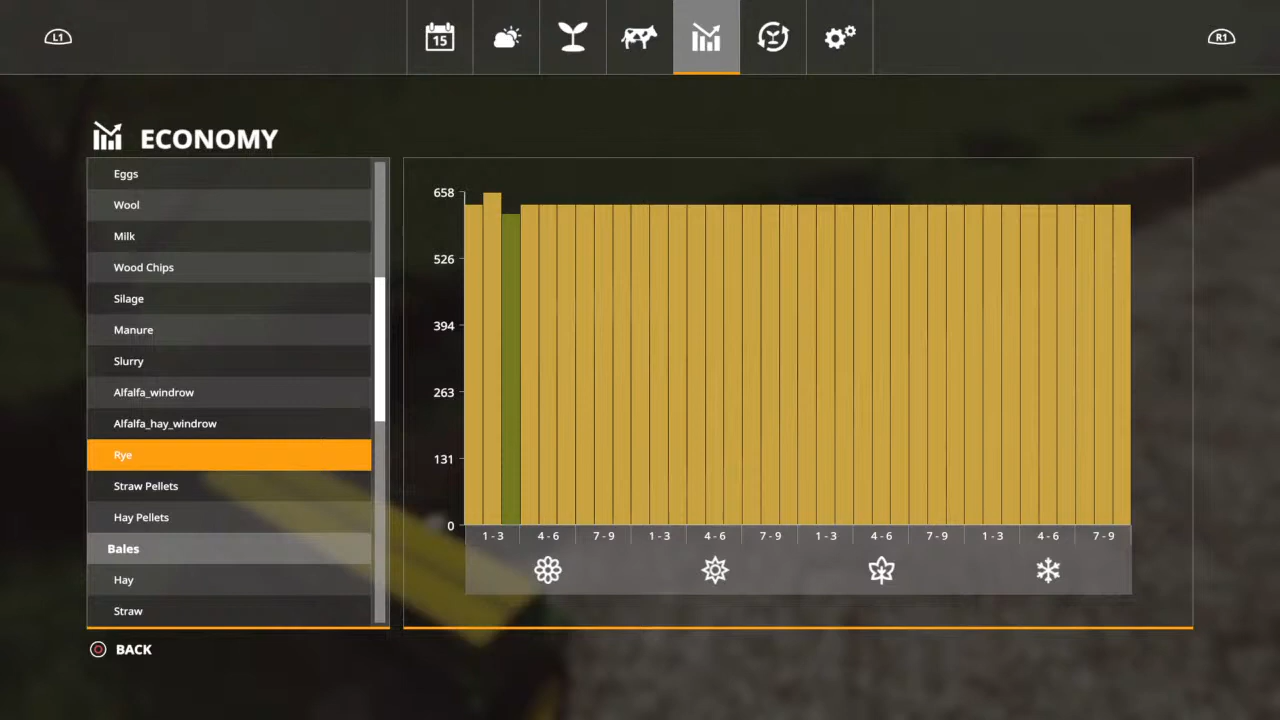 L1
15
R1
ECONOMY
Eggs
Wool
Milk
Wood Chips
Silage
Manure
Slurry
Alfalfa_windrow
Alfalfa_hay_windrow
Rye
Straw Pellets
Hay Pellets
Bales
Hay
Straw
658
526
394
263
131
0
1 - 3 4 - 6 7 - 9 1 - 3 4 - 6 7 - 9 1 - 3 4 - 6 7 - 9 1 - 3 4 - 6 7 - 9
BACK